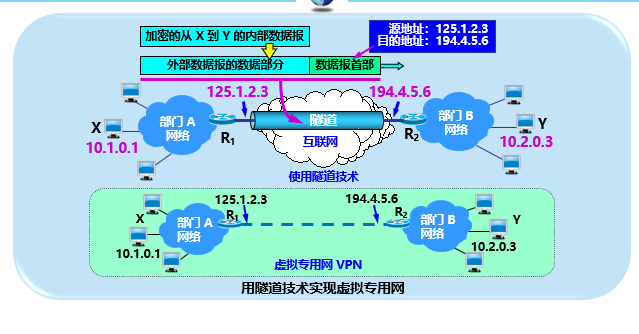 加密的从 X 到 Y 的内部数据报
源地址：125.1.2.3
目的地址：194.4.5.6
外部数据报的数据部分
数据报首部
125.1.2.3
194.4.5.6
部门 A
网络
X
10.1.0.1
R1
隧道
互联网
R2
部门 B
网络
Y
10.2.0.3
使用隧道技术
125.1.2.3
194.4.5.6
X
部门 A
网络
R1
R2
部门 B
网络
Y
10.1.0.1
10.2.0.3
虚拟专用网 VPN
用隧道技术实现虚拟专用网